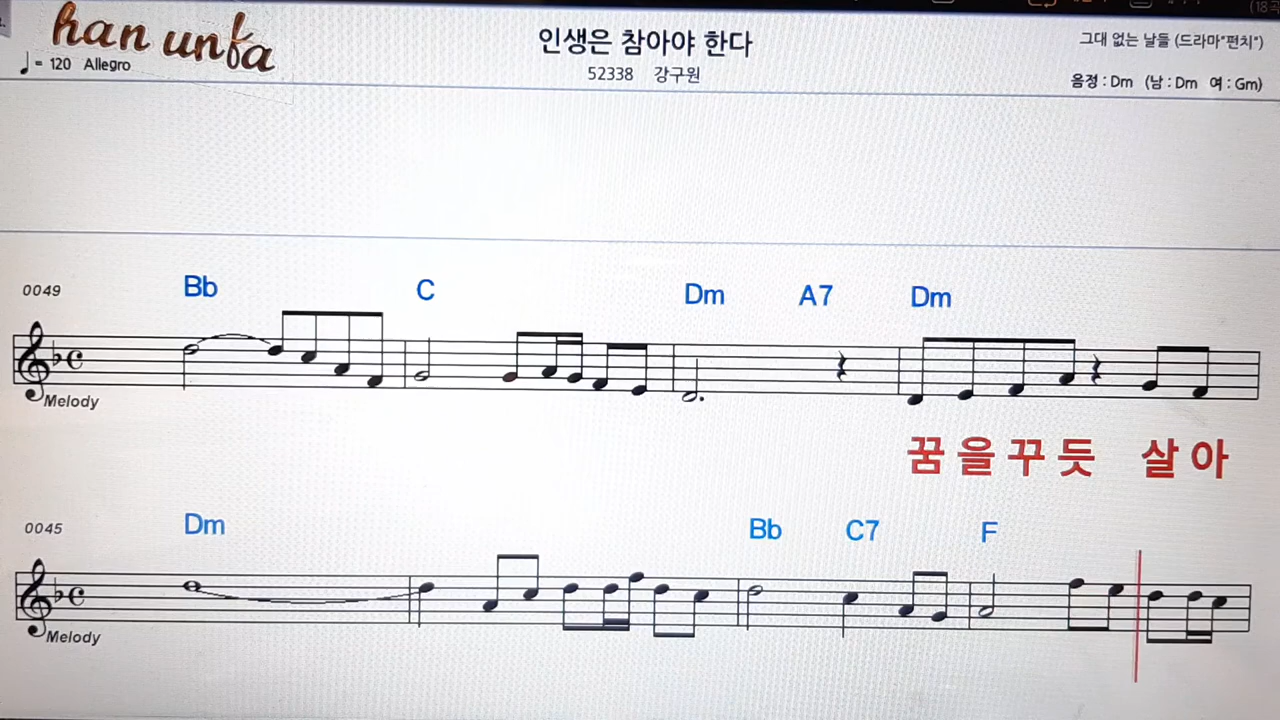 han unfa
인생은 참아야 한다
그대 없는 날들 (드라마"펀치")
= 120 Allegro
52338 강구원
음정 : Dm (남 : Dm 여 : Gm)
0049 Bb C Dm A7 Dm
Melody
꿈을꾸듯 살아
0045 Dm Bb C7 F
Melody